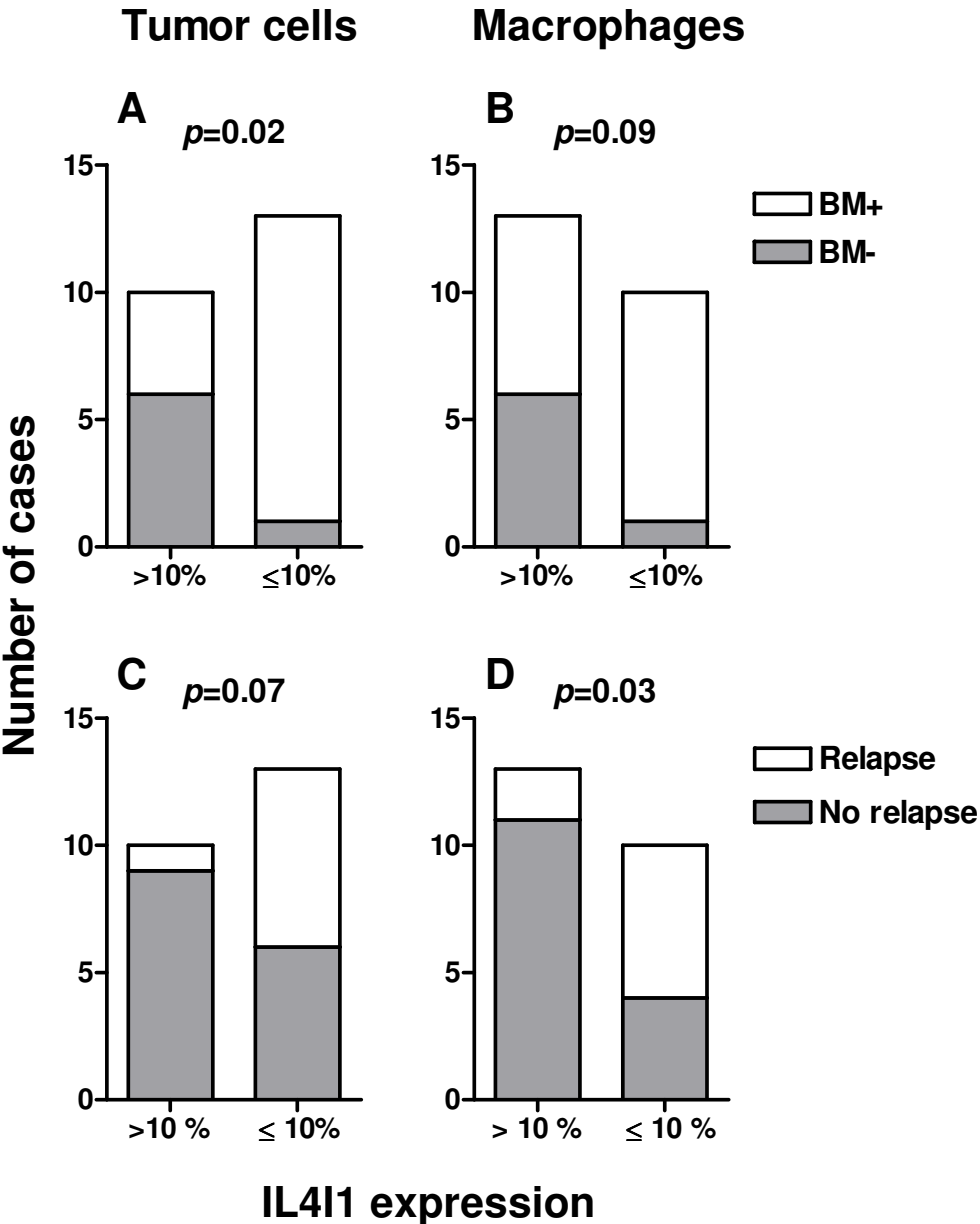 Tumor cells
Macrophages
A
p=0.02
15
10
5
0
>10%
≤10%
B
p=0.09
15
10
5
0
>10%
≤10%
BM+
BM-
Number of cases
C
p=0.07
15
10
5
0
>10 %
≤ 10%
D
p=0.03
15
10
5
0
> 10 %
≤ 10 %
Relapse
No relapse
IL4I1 expression